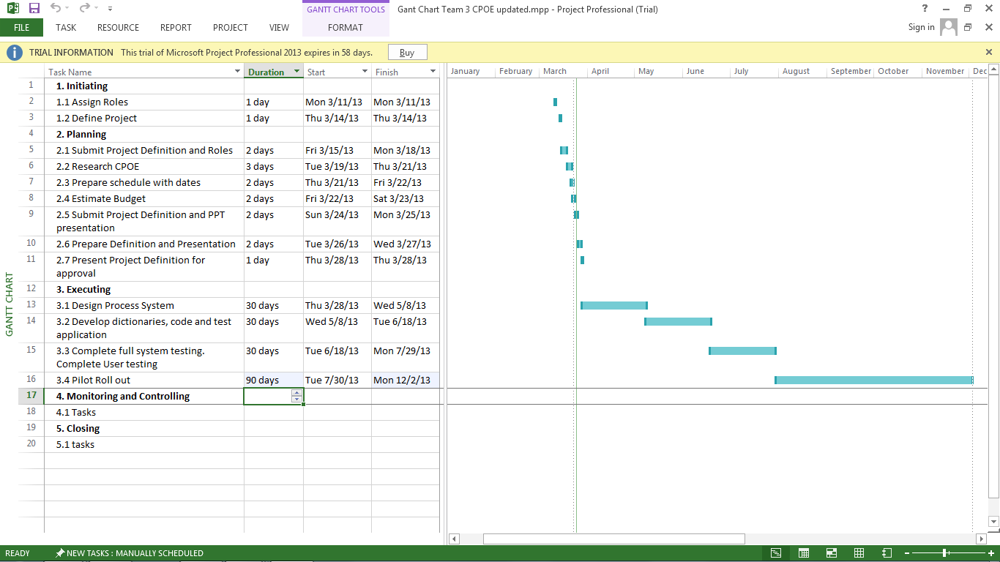 GANTT CHART TOOLS
Gant Chart Team 3 CPOE updated.mpp - Project Professional (Trial)
FILE TASK RESOURCE REPORT PROJECT VIEW FORMAT Sign in
TRIAL INFORMATION This trial of Microsoft Project Professional 2013 expires in 58 days. Buy
Task Name Duration Start Finish January February March April May June July August September October November Dec
1 1. Initiating
2 1.1 Assign Roles 1 day Mon 3/11/13 Mon 3/11/13
3 1.2 Define Project 1 day Thu 3/14/13 Thu 3/14/13
4 2. Planning
5 2.1 Submit Project Definition and Roles 2 days Fri 3/15/13 Mon 3/18/13
6 2.2 Research CPOE 3 days Tue 3/19/13 Thu 3/21/13
7 2.3 Prepare schedule with dates 2 days Thu 3/21/13 Fri 3/22/13
8 2.4 Estimate Budget 2 days Fri 3/22/13 Sat 3/23/13
9 2.5 Submit Project Definition and PPT 2 days Sun 3/24/13 Mon 3/25/13
presentation
10 2.6 Prepare Definition and Presentation 2 days Tue 3/26/13 Wed 3/27/13
11 2.7 Present Project Definition for 1 day Thu 3/28/13 Thu 3/28/13
approval
12 3. Executing
13 3.1 Design Process System 30 days Thu 3/28/13 Wed 5/8/13
14 3.2 Develop dictionaries, code and test 30 days Wed 5/8/13 Tue 6/18/13
application
15 3.3 Complete full system testing. 30 days Tue 6/18/13 Mon 7/29/13
Complete User testing
16 3.4 Pilot Roll out 90 days Tue 7/30/13 Mon 12/2/13
17 4. Monitoring and Controlling
18 4.1 Tasks
19 5. Closing
20 5.1 tasks
GANTT CHART
READY NEW TASKS : MANUALLY SCHEDULED